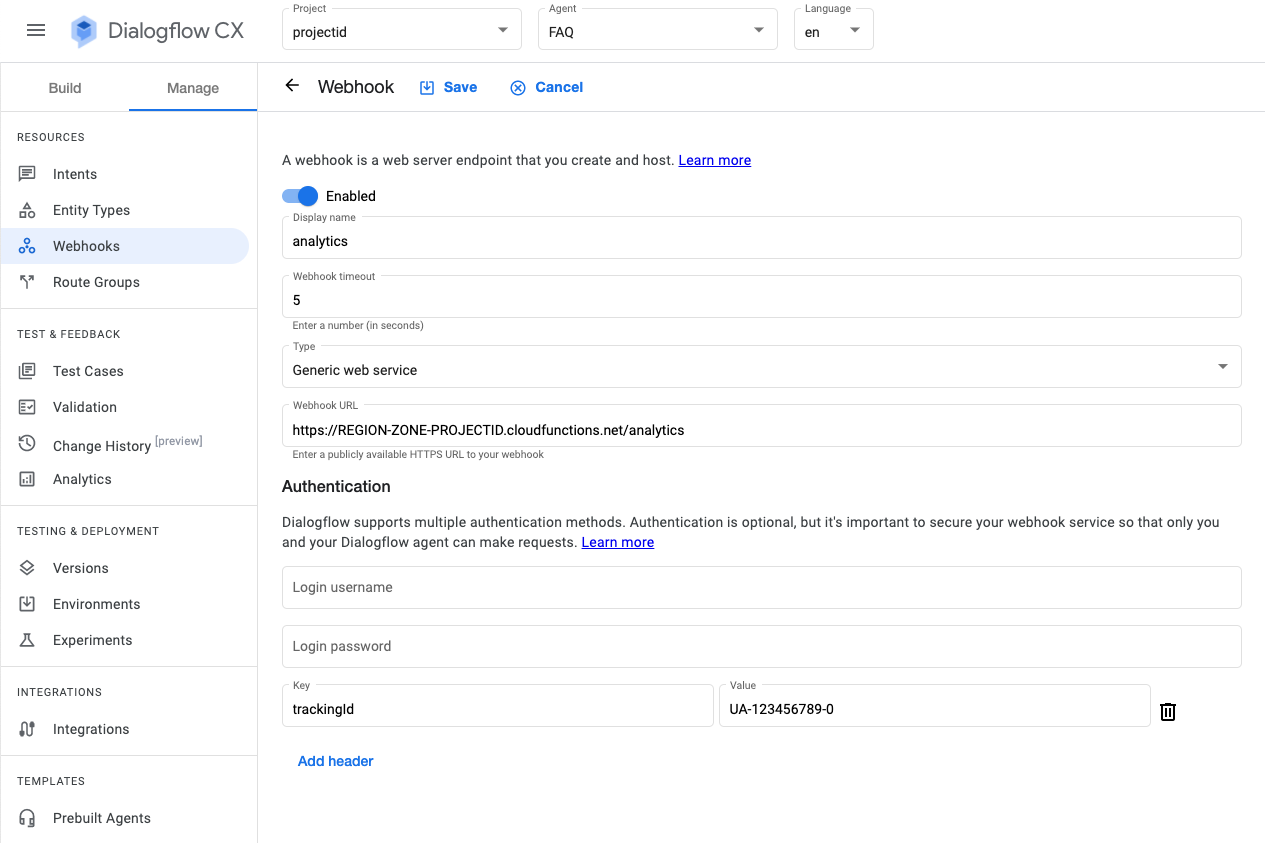 Dialogflow CX
Project
projectid
Agent
FAQ
Language
en
Build
Manage
Webhook
Save
Cancel
RESOURCES
Intents
Entity Types
Webhooks
Route Groups
TEST & FEEDBACK
Test Cases
Validation
Change History [preview]
Analytics
TESTING & DEPLOYMENT
Versions
Environments
Experiments
INTEGRATIONS
Integrations
TEMPLATES
Prebuilt Agents
A webhook is a web server endpoint that you create and host. Learn more
Enabled
Display name
analytics
Webhook timeout
5
Enter a number (in seconds)
Type
Generic web service
Webhook URL
https://REGION-ZONE-PROJECTID.cloudfunctions.net/analytics
Enter a publicly available HTTPS URL to your webhook
Authentication
Dialogflow supports multiple authentication methods. Authentication is optional, but it's important to secure your webhook service so that only you
and your Dialogflow agent can make requests. Learn more
Login username
Login password
Key
trackingId
Value
UA-123456789-0
Add header